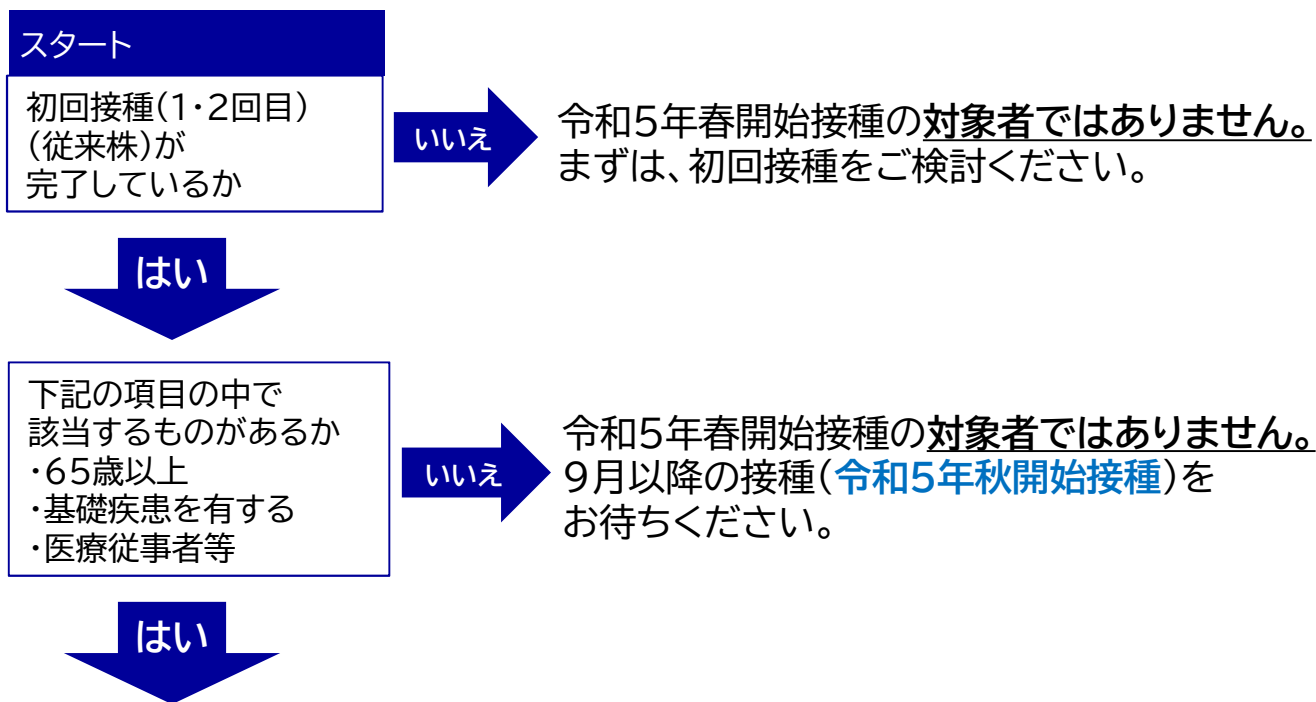 スタート
初回接種(1・2回目)
(従来株)が
完了しているか
いいえ
令和5年春開始接種の対象者ではありません。
まずは、初回接種をご検討ください。
はい
下記の項目の中で
該当するものがあるか
・65歳以上
・基礎疾患を有する
・医療従事者等
いいえ
令和5年春開始接種の対象者ではありません。
9月以降の接種(令和5年秋開始接種)を
お待ちください。
はい